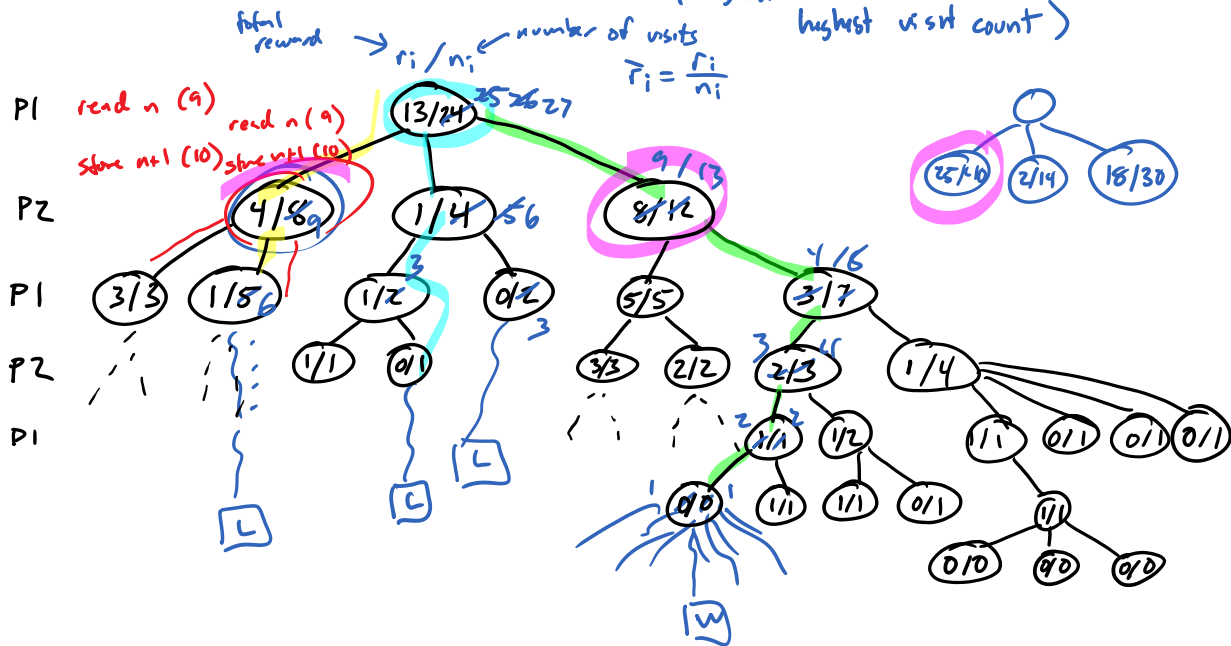 highest visit count)
total reward
number of visits
ri / ni
r̄i = ri/ni
P1
read n (9)
read n (9)
store n+1 (10)
store n+1 (10)
13/24 25 26 27
25/40
2/14
18/30
P2
4/8 9
1/4 5 6
8/12 9/13
P1
3/3
1/5 6
1/2 3
0/2 3
5/5
3/7 4/8
P2
1/1
0/1
3/3
2/2
2/3 3
1/4
P1
1/1 2 2
1/2
1/1
0/1
0/1
0/1
L
L
L
0/0 1 1
1/1
1/1
0/1
1/1
0/0
0/0
0/0
W